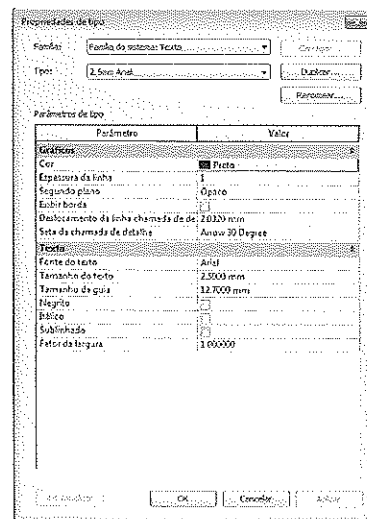 Propriedades de tipo
Família: Família do sistema: Texto Carregar...
Tipo: 2.5mm Arial Duplicar...
Renomear...
Parâmetros de tipo
Parâmetro Valor
Gráficos
Cor Preto
Espessura da linha 1
Segundo plano Opaco
Exibir borda
Deslocamento da linha chamada de de 2.0320 mm
Seta da chamada de detalhe Arrow 30 Degree
Texto
Fonte do texto Arial
Tamanho do texto 2.5000 mm
Tamanho da guia 12.7000 mm
Negrito
Itálico
Sublinhado
Fator da largura 1.000000
OK Cancelar Aplicar